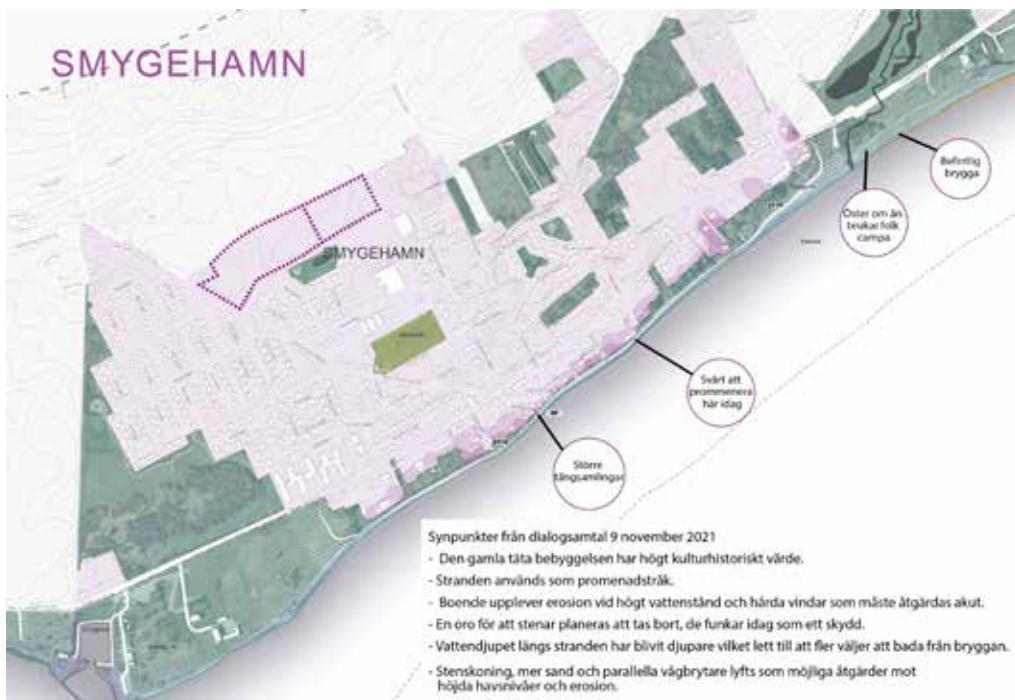 SMYGEHAMN
SMYGEHAMN
Befintlig
brygga
Öster om ån
brukar folk
campa
Svårt att
prommenera
här idag
Större
tångsamlingar
Synpunkter från dialogsamtal 9 november 2021
- Den gamla täta bebyggelsen har högt kulturhistoriskt värde.
- Stranden används som promenadstråk.
- Boende upplever erosion vid högt vattenstånd och hårda vindar som måste åtgärdas akut.
- En oro för att stenar planeras att tas bort, de funkar idag som ett skydd.
- Vattendjupet längs stranden har blivit djupare vilket lett till att fler väljer att bada från bryggan.
- Stenskoning, mer sand och parallella vågbrytare lyfts som möjliga åtgärder mot
höjda havsnivåer och erosion.